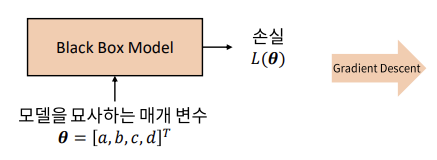 Black Box Model
손실
L(θ)
Gradient Descent
모델을 묘사하는 매개 변수
θ = [a, b, c, d]ᵀ